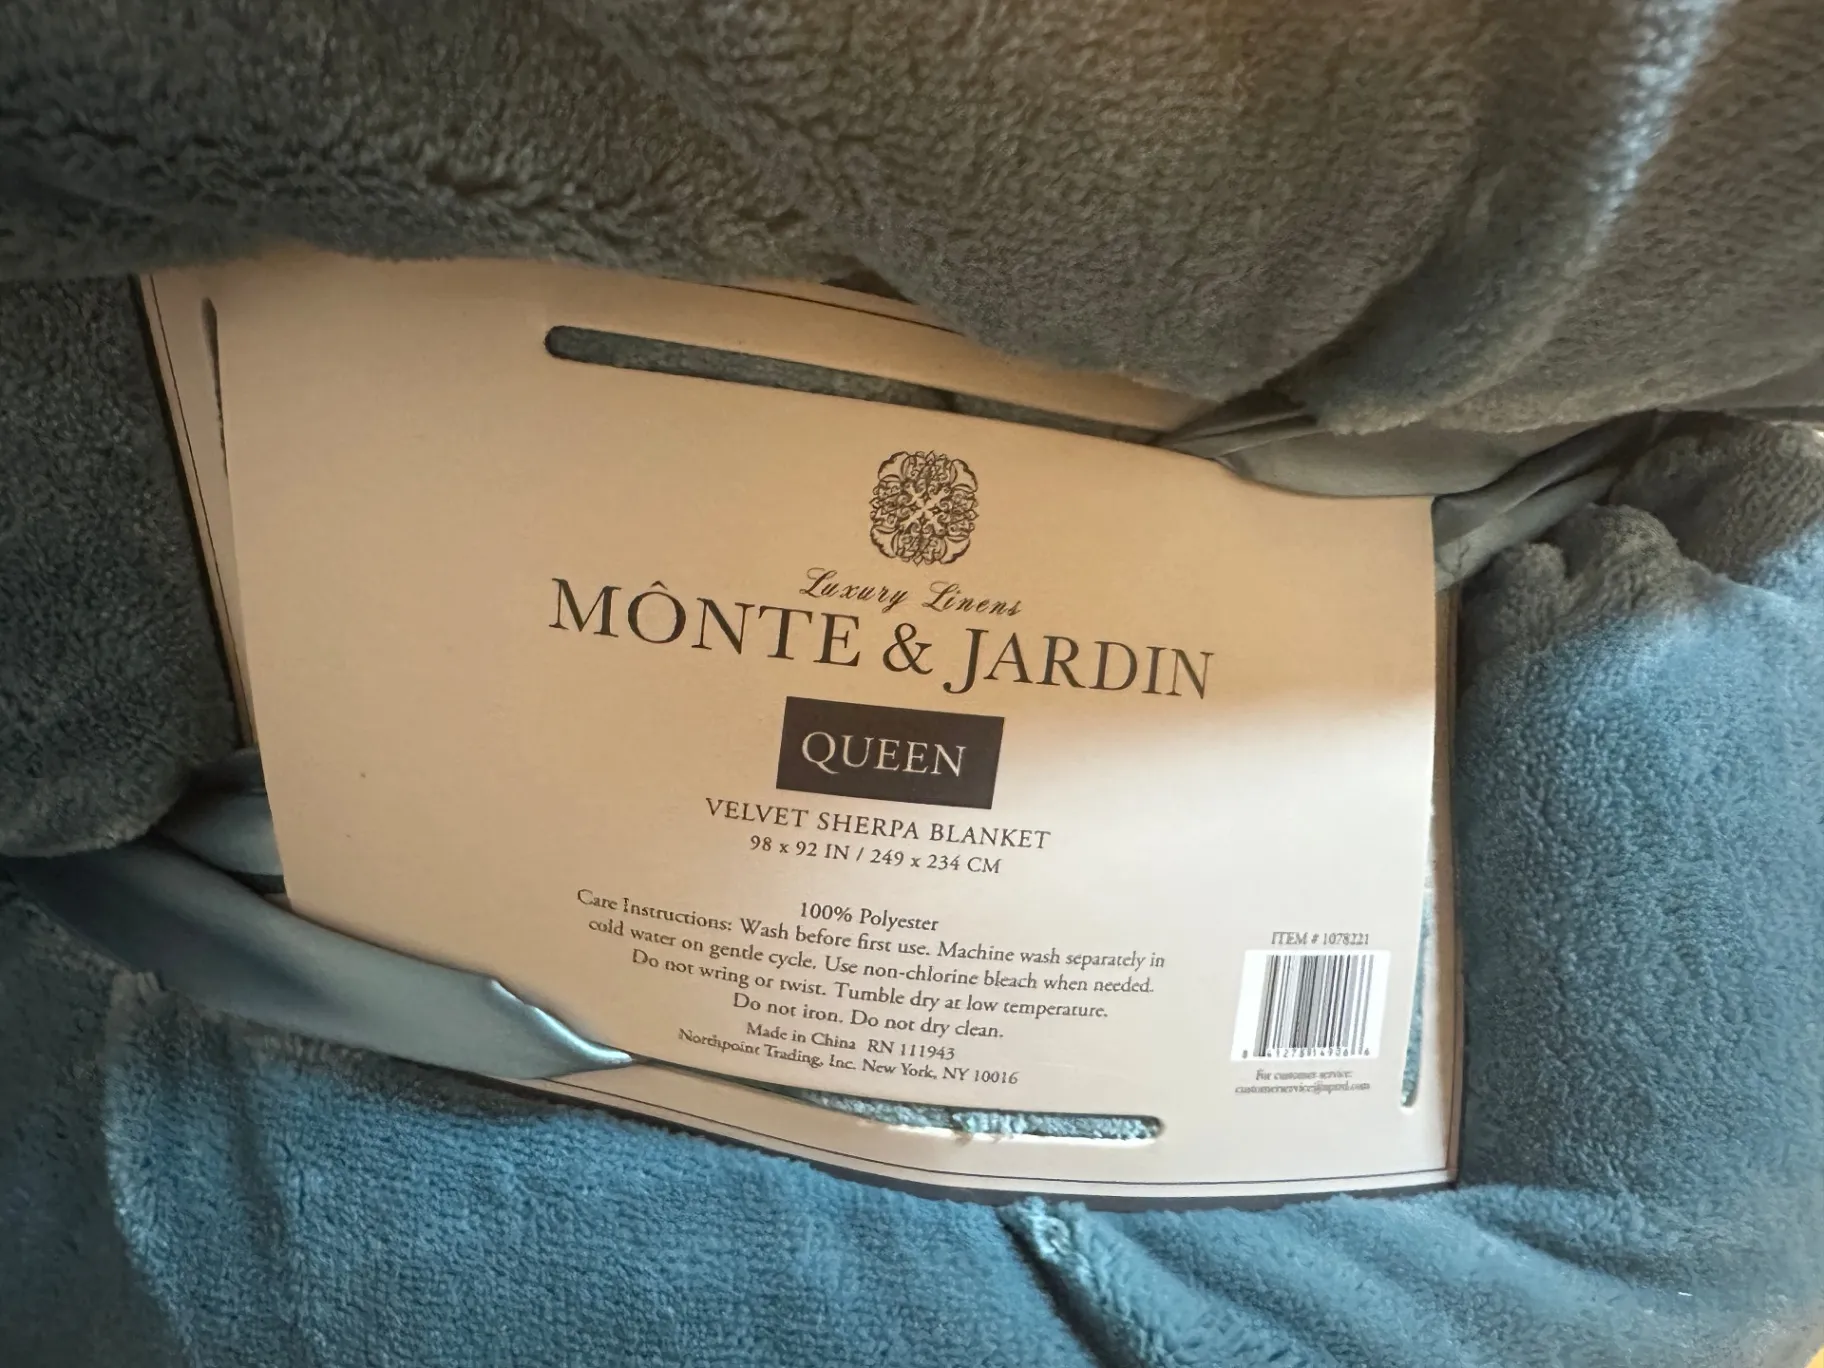 Luxury Linens
MÔNTE & JARDIN
QUEEN
VELVET SHERPA BLANKET
98 x 92 IN / 249 x 234 CM
100% Polyester
Care Instructions: Wash before first use. Machine wash separately in
cold water on gentle cycle. Use non-chlorine bleach when needed.
Do not wring or twist. Tumble dry at low temperature.
Do not iron. Do not dry clean.
Made in China RN 111943
Northpoint Trading, Inc. New York, NY 10016
ITEM # 1078221
For customer service: